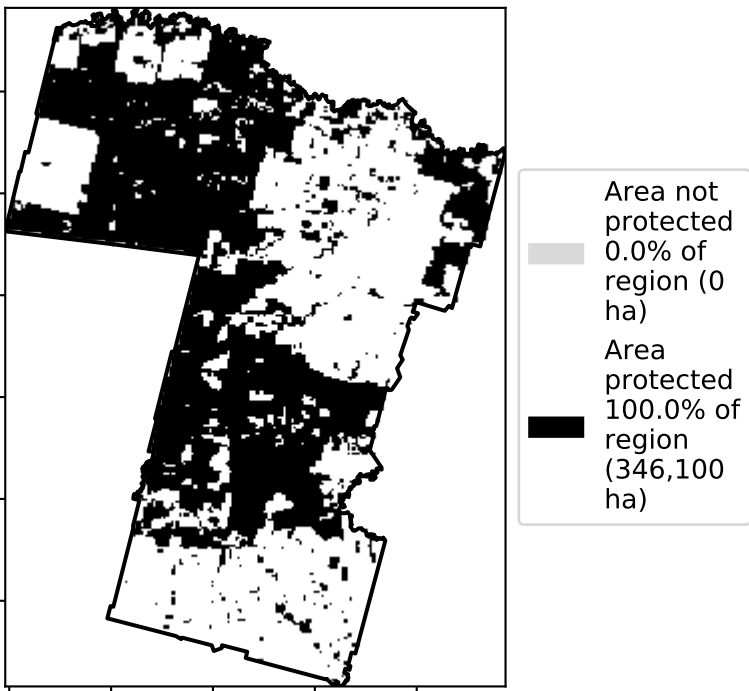 Area not
protected
0.0% of
region (0
ha)
Area
protected
100.0% of
region
(346,100
ha)